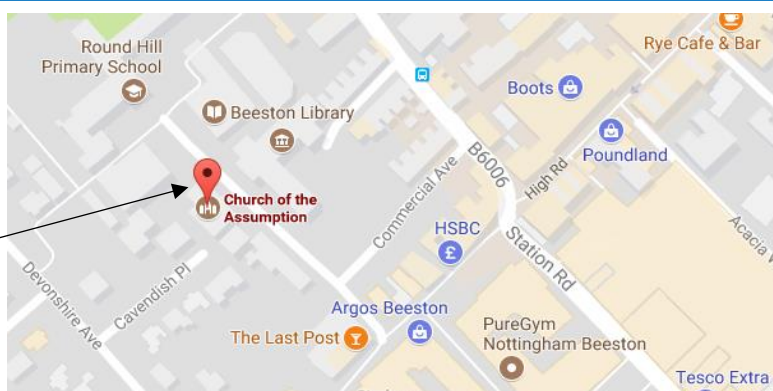 Round Hill
Primary School
Rye Cafe & Bar
Boots
Beeston Library
Poundland
B6006
Church of the
Assumption
High Rd
Commercial Ave
HSBC
£
Station Rd
Devonshire Ave
Cavendish Pl
Argos Beeston
The Last Post
PureGym
Nottingham Beeston
Tesco Extra